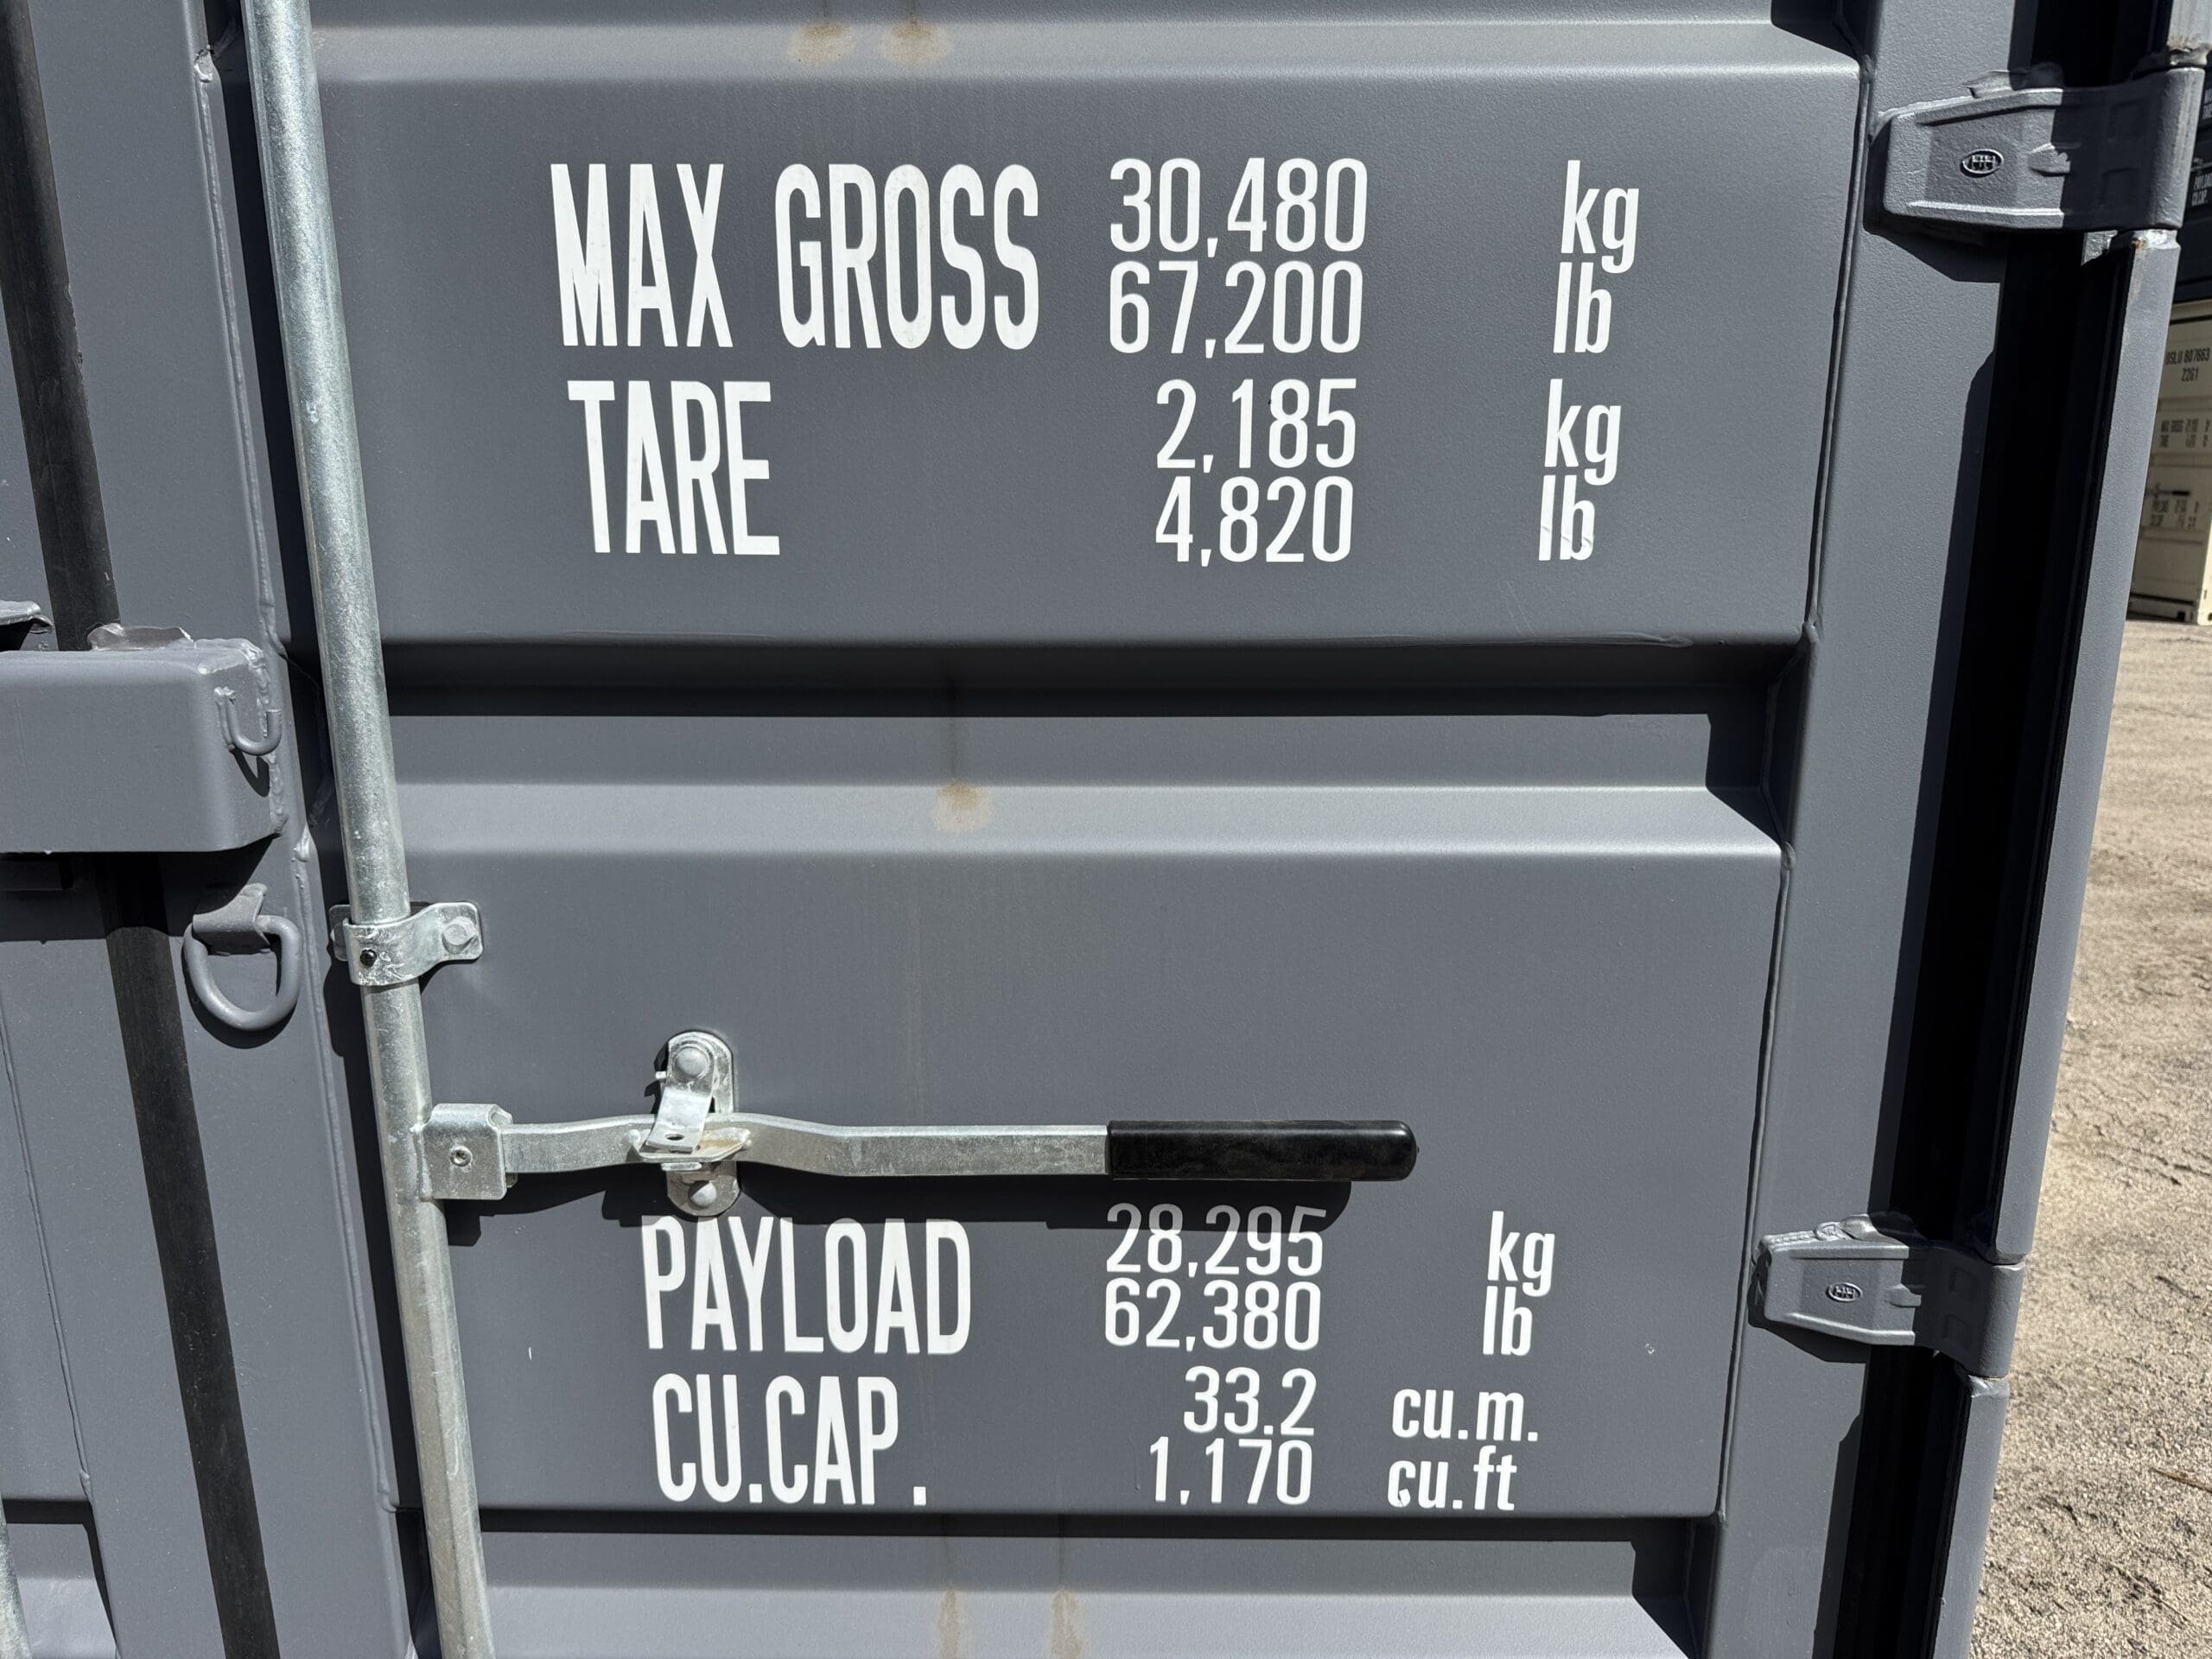 MAX GROSS 30,480 kg
67,200 lb
TARE 2,185 kg
4,820 lb
PAYLOAD 28,295 kg
62,380 lb
CU.CAP. 33.2 cu.m.
1,170 cu.ft
22G1